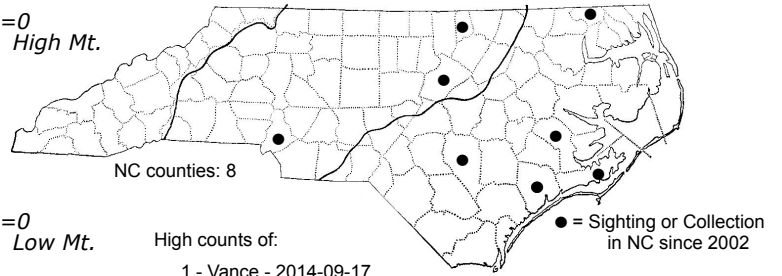 =0
High Mt.
NC counties: 8
=0
Low Mt.
High counts of:
1 - Vance - 2014-09-17
● = Sighting or Collection
in NC since 2002